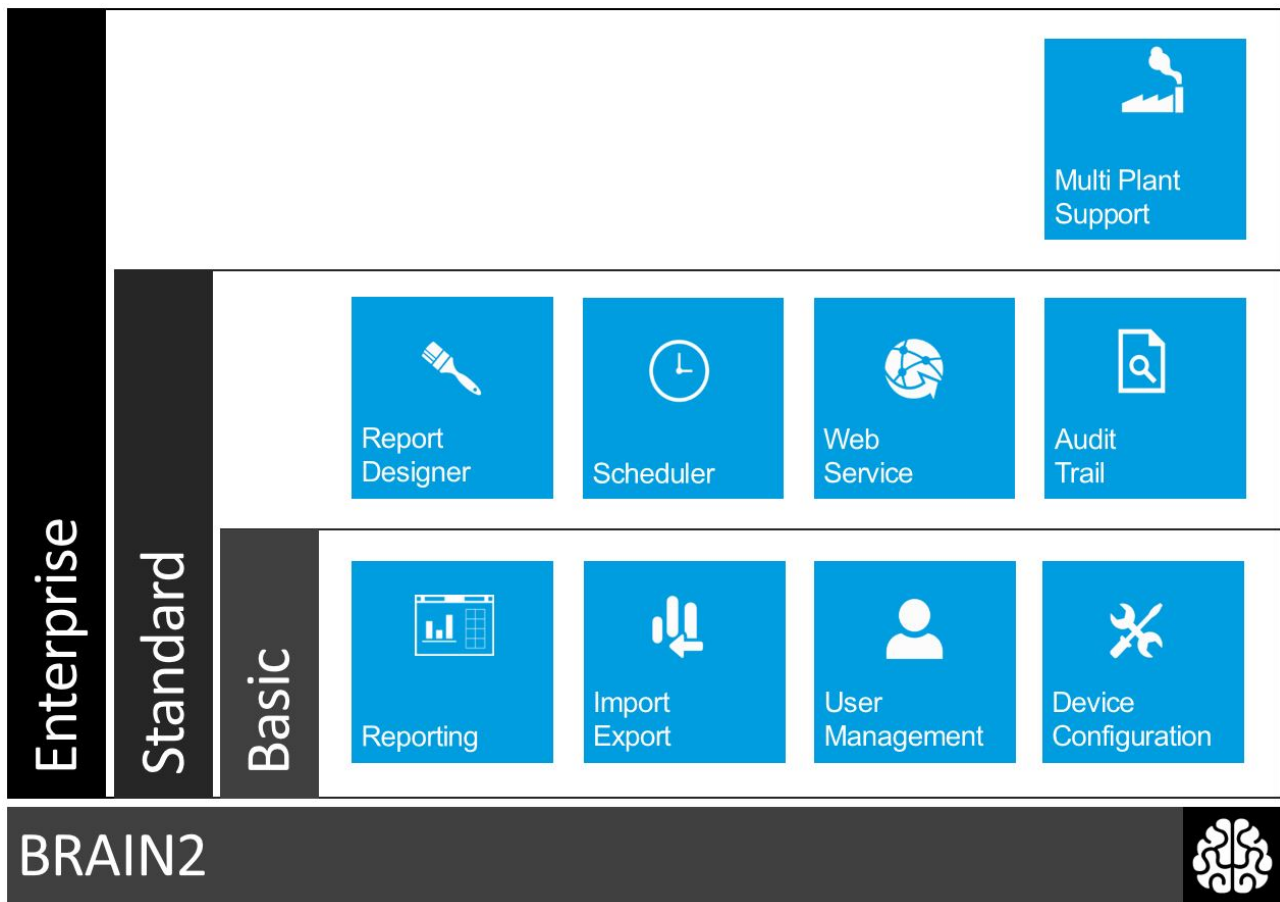 Multi Plant
Support
Report
Designer
Scheduler
Web
Service
Audit
Trail
Enterprise
Standard
Basic
Reporting
Import
Export
User
Management
Device
Configuration
BRAIN2